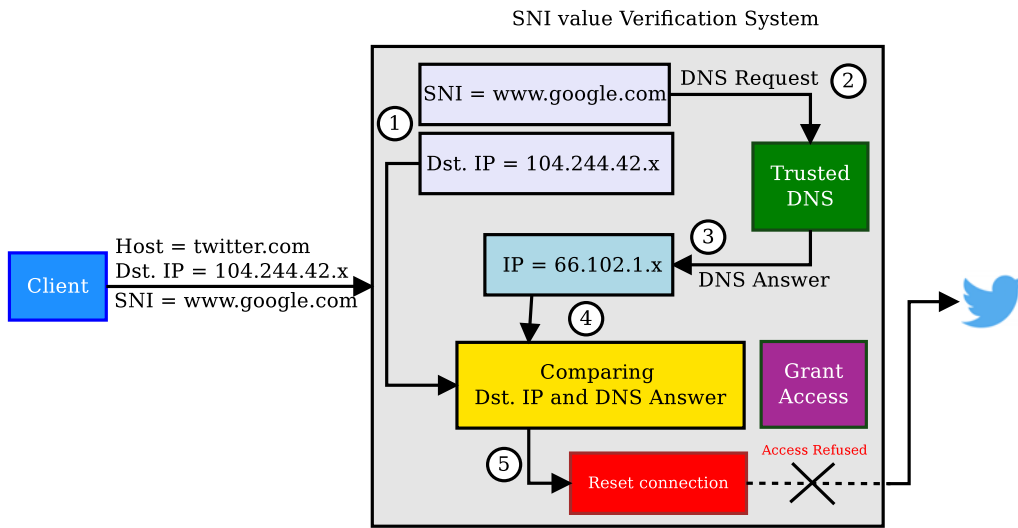 SNI value Verification System
SNI = www.google.com
DNS Request
2
1
Dst. IP = 104.244.42.x
Trusted
DNS
Host = twitter.com
Dst. IP = 104.244.42.x
SNI = www.google.com
Client
3
IP = 66.102.1.x
DNS Answer
4
Comparing
Dst. IP and DNS Answer
Grant
Access
5
Reset connection
Access Refused